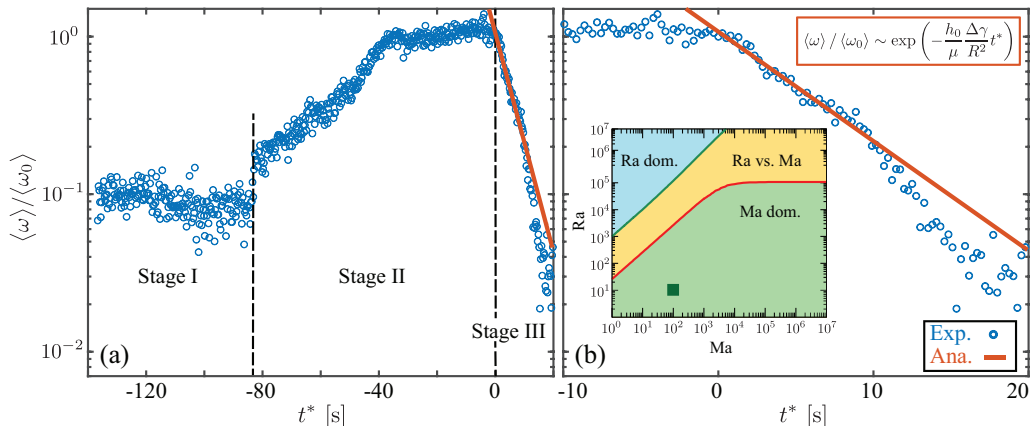 ⟨ω⟩/⟨ω₀⟩
10⁰
10⁻¹
10⁻²
Stage I
Stage II
Stage III
(a)
-120
-80
-40
0
t* [s]
⟨ω⟩ / ⟨ω₀⟩ ~ exp (−h₀/μ Δγ/R² t*)
Ra
10⁷
10⁶
10⁵
10⁴
10³
10²
10¹
Ra dom.
Ra vs. Ma
Ma dom.
10⁰ 10¹ 10² 10³ 10⁴ 10⁵ 10⁶ 10⁷
Ma
(b)
Exp.
Ana.
-10
0
10
20
t* [s]